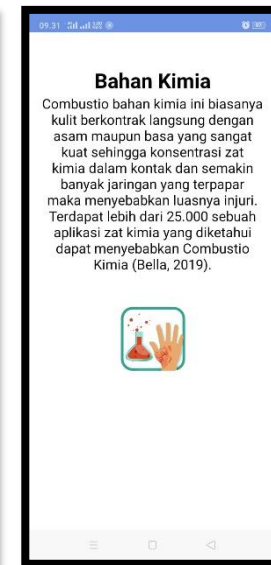 09.31
Bahan Kimia
Combustio bahan kimia ini biasanya
kulit berkontrak langsung dengan
asam maupun basa yang sangat
kuat sehingga konsentrasi zat
kimia dalam kontak dan semakin
banyak jaringan yang terpapar
maka menyebabkan luasnya injuri.
Terdapat lebih dari 25.000 sebuah
aplikasi zat kimia yang diketahui
dapat menyebabkan Combustio
Kimia (Bella, 2019).